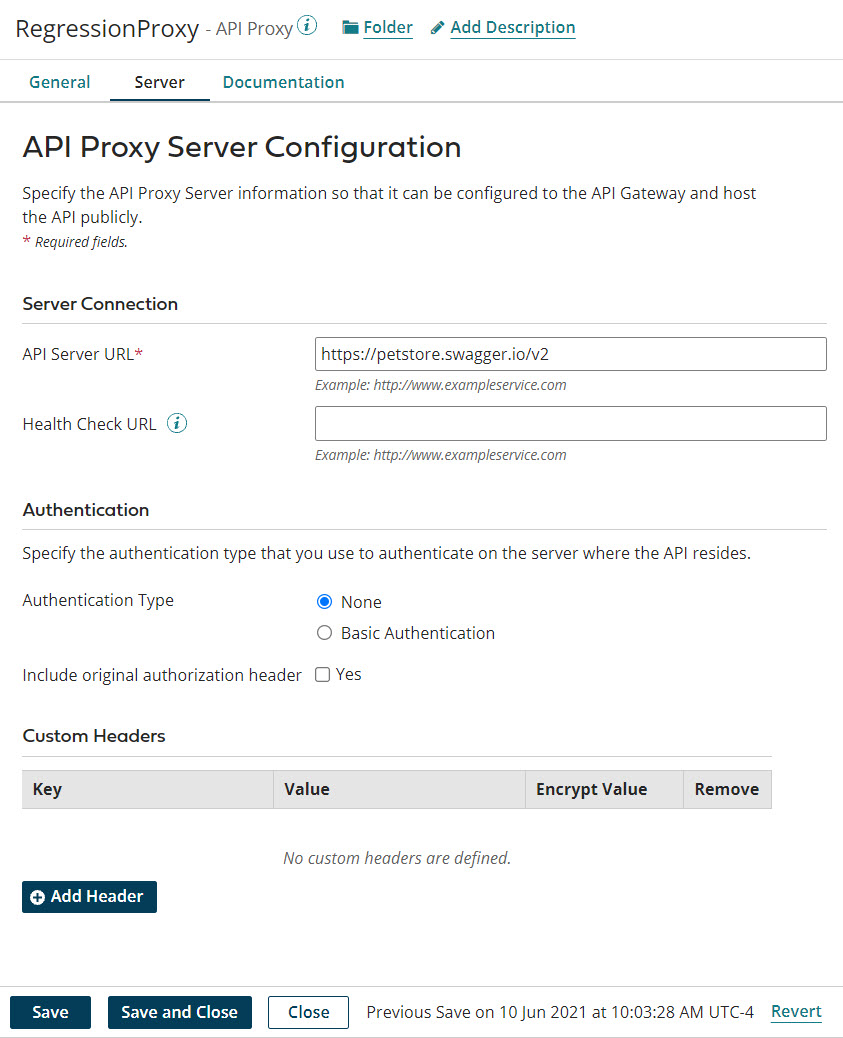 RegressionProxy - API Proxy i Folder Add Description
General Server Documentation
API Proxy Server Configuration
Specify the API Proxy Server information so that it can be configured to the API Gateway and host
the API publicly.
* Required fields.
Server Connection
API Server URL* https://petstore.swagger.io/v2
Example: http://www.exampleservice.com
Health Check URL i
Example: http://www.exampleservice.com
Authentication
Specify the authentication type that you use to authenticate on the server where the API resides.
Authentication Type None
Basic Authentication
Include original authorization header Yes
Custom Headers
Key Value Encrypt Value Remove
No custom headers are defined.
Add Header
Save Save and Close Close Previous Save on 10 Jun 2021 at 10:03:28 AM UTC-4 Revert